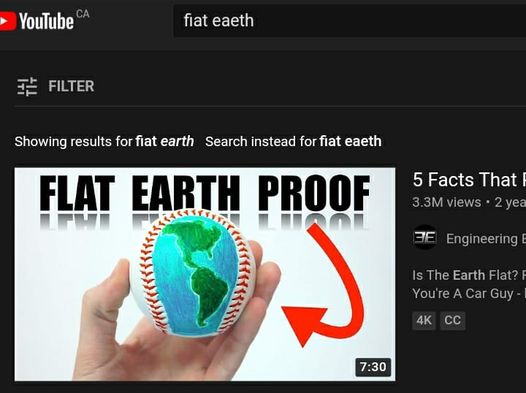 YouTube CA
fiat eaeth
FILTER
Showing results for fiat earth Search instead for fiat eaeth
FLAT EARTH PROOF
7:30
5 Facts That
3.3M views • 2
Engineering
Is The Earth Flat?
You're A Car Guy -
4K CC